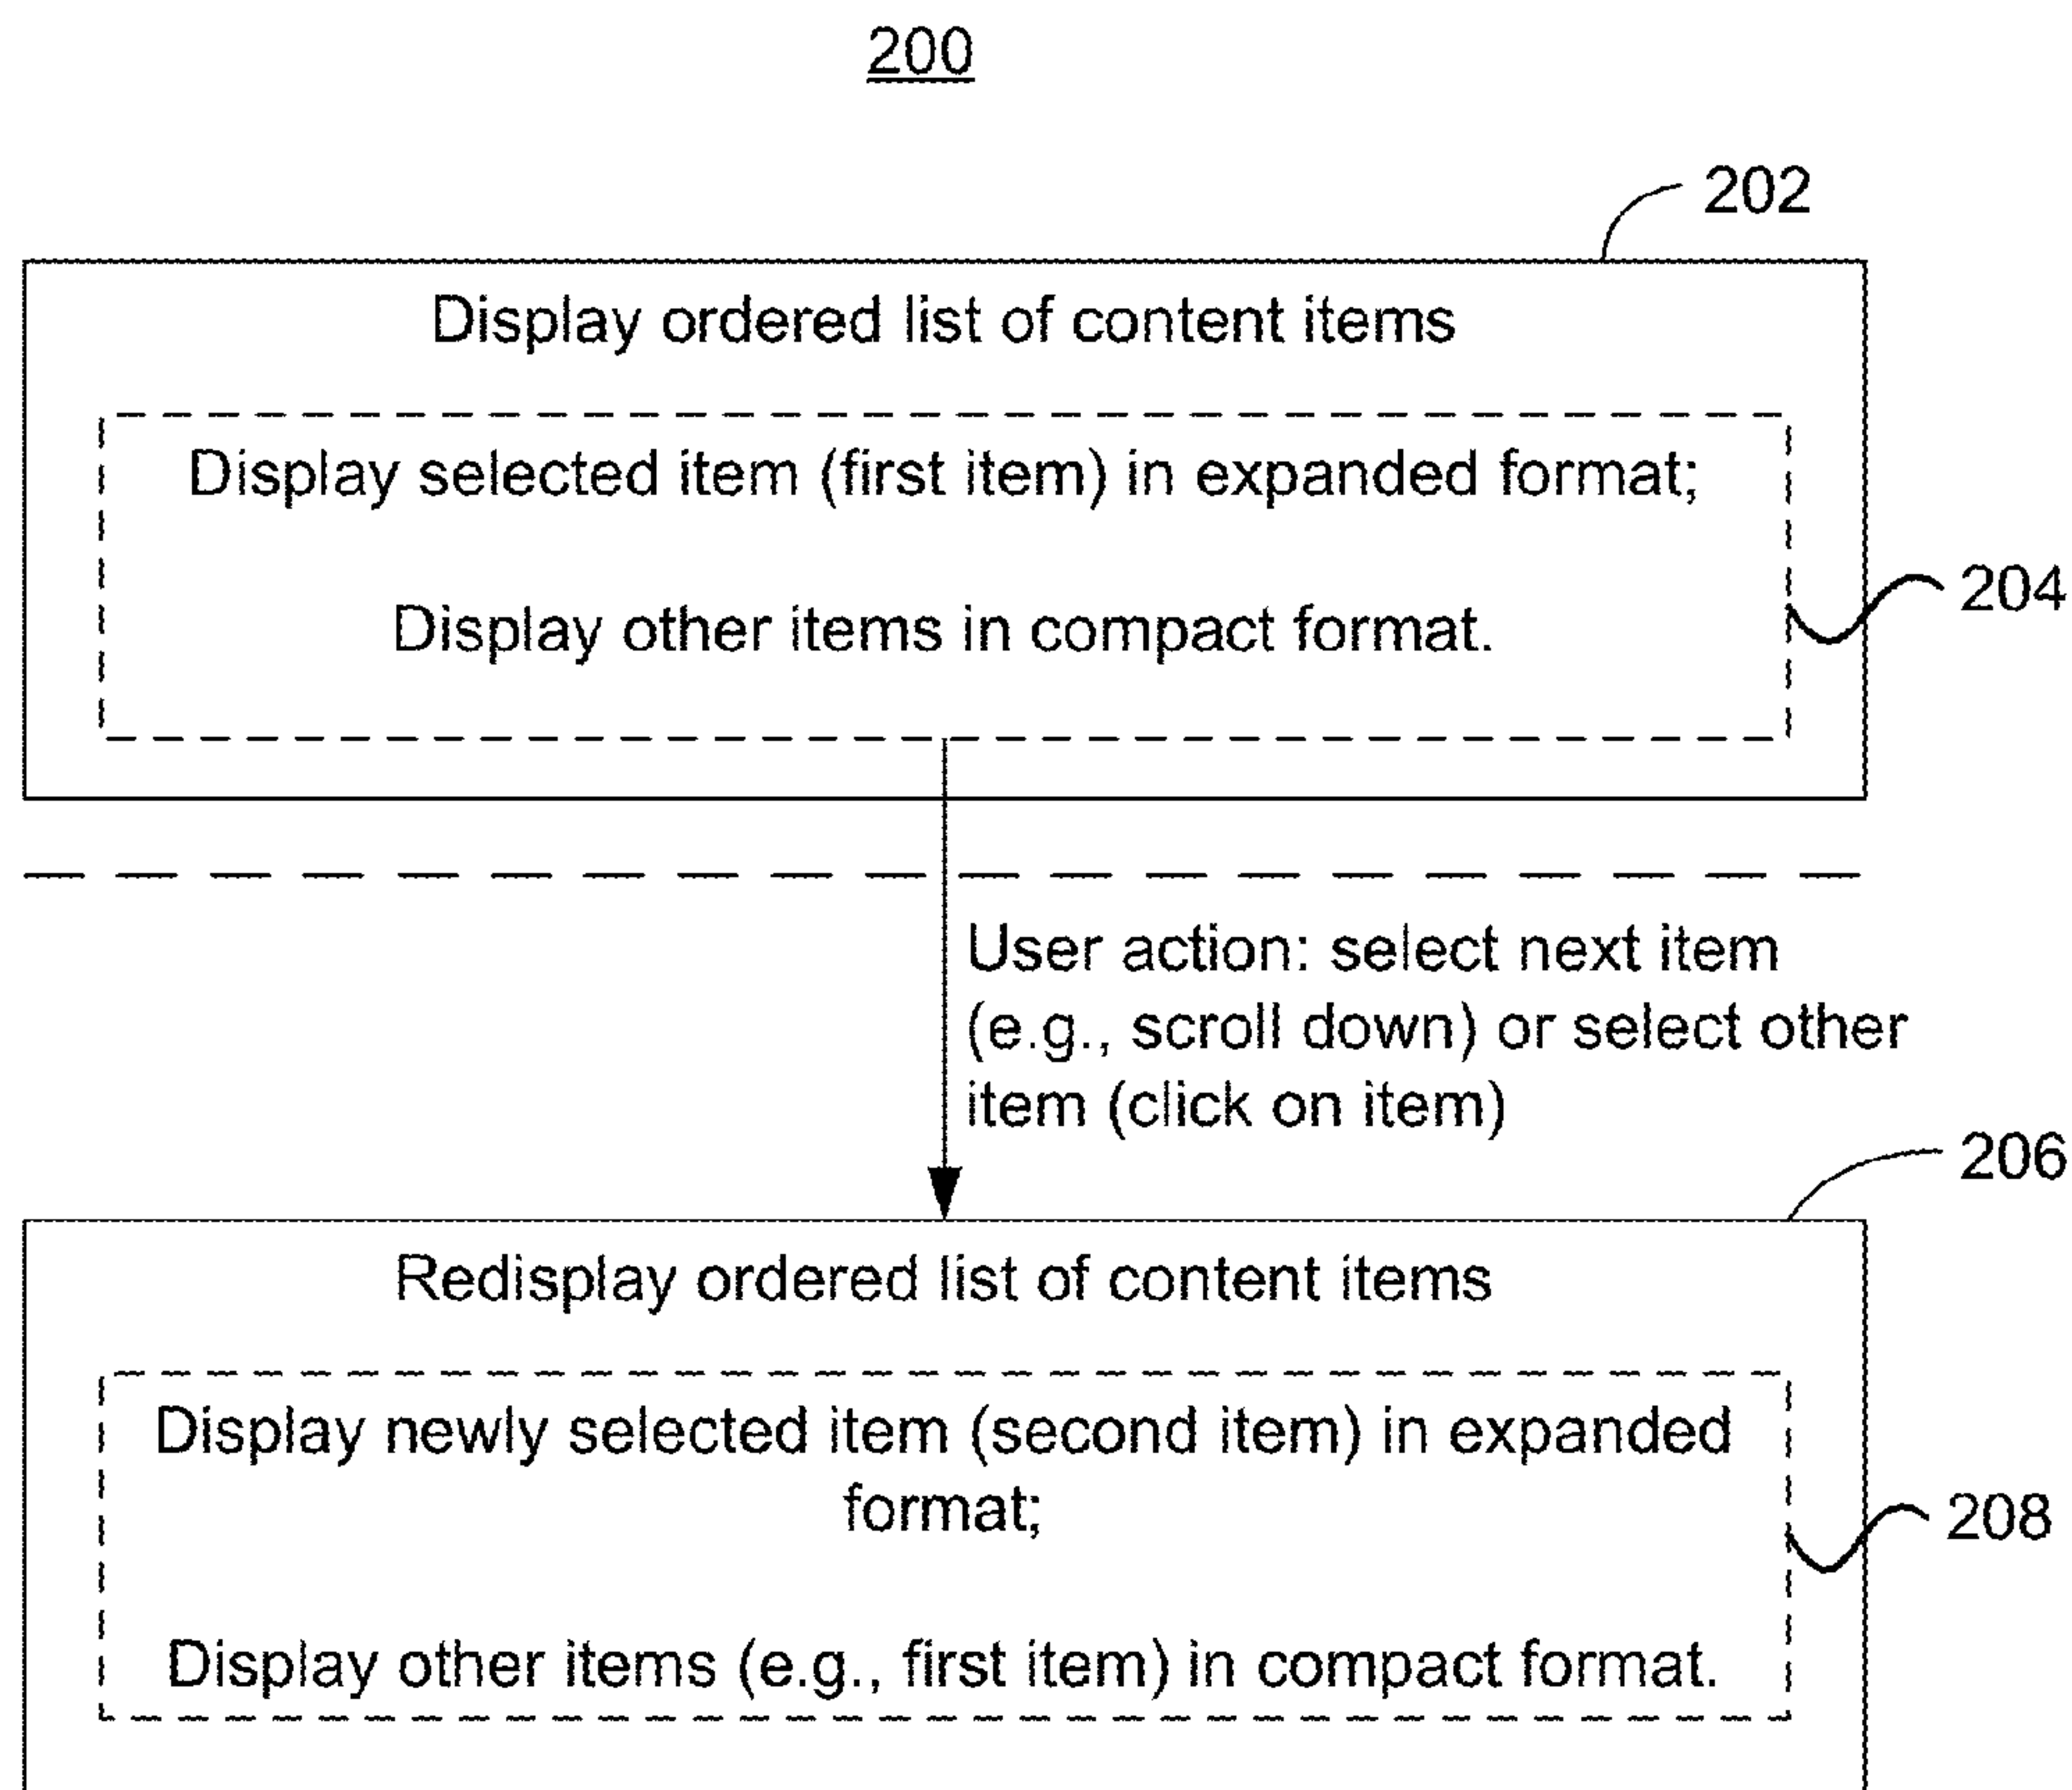 200
202
Display ordered list of content items
Display selected item (first item) in expanded format;
204
Display other items in compact format.
User action: select next item
(e.g., scroll down) or select other
item (click on item)
206
Redisplay ordered list of content items
Display newly selected item (second item) in expanded
format;
208
Display other items (e.g., first item) in compact format.